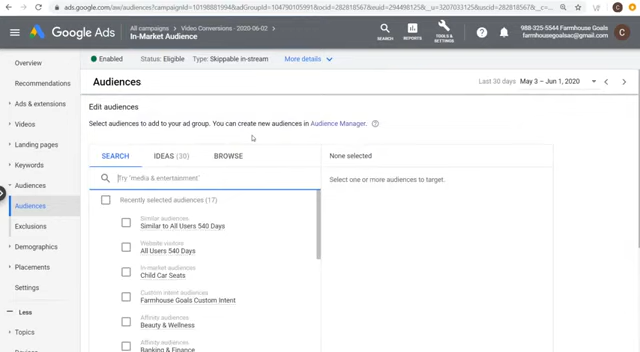 ads.google.com/aw/audiences?campaignId=10198881994&adGroupId=104790105991&ocid=282818567&euid=294498125&__u=3207033125&uscid=282818567&__c=...
Google Ads
All campaigns > Video Conversions - 2020-06-02 >
In-Market Audience
SEARCH
REPORTS
TOOLS &
SETTINGS
988-325-5544 Farmhouse Goals
farmhousegoalsac@gmail.com
C
Overview
Recommendations
Ads & extensions
Videos
Landing pages
Keywords
Audiences
Audiences
Exclusions
Demographics
Placements
Settings
Less
Topics
Enabled
Status: Eligible
Type: Skippable in-stream
More details
Audiences
Last 30 days
May 3 – Jun 1, 2020
Edit audiences
Select audiences to add to your ad group. You can create new audiences in Audience Manager.
SEARCH
IDEAS (30)
BROWSE
None selected
Try "media & entertainment"
Select one or more audiences to target.
Recently selected audiences (17)
Similar audiences
Similar to All Users 540 Days
Website visitors
All Users 540 Days
In-market audiences
Child Car Seats
Custom intent audiences
Farmhouse Goals Custom Intent
Affinity audiences
Beauty & Wellness
Affinity audiences
Banking & Finance